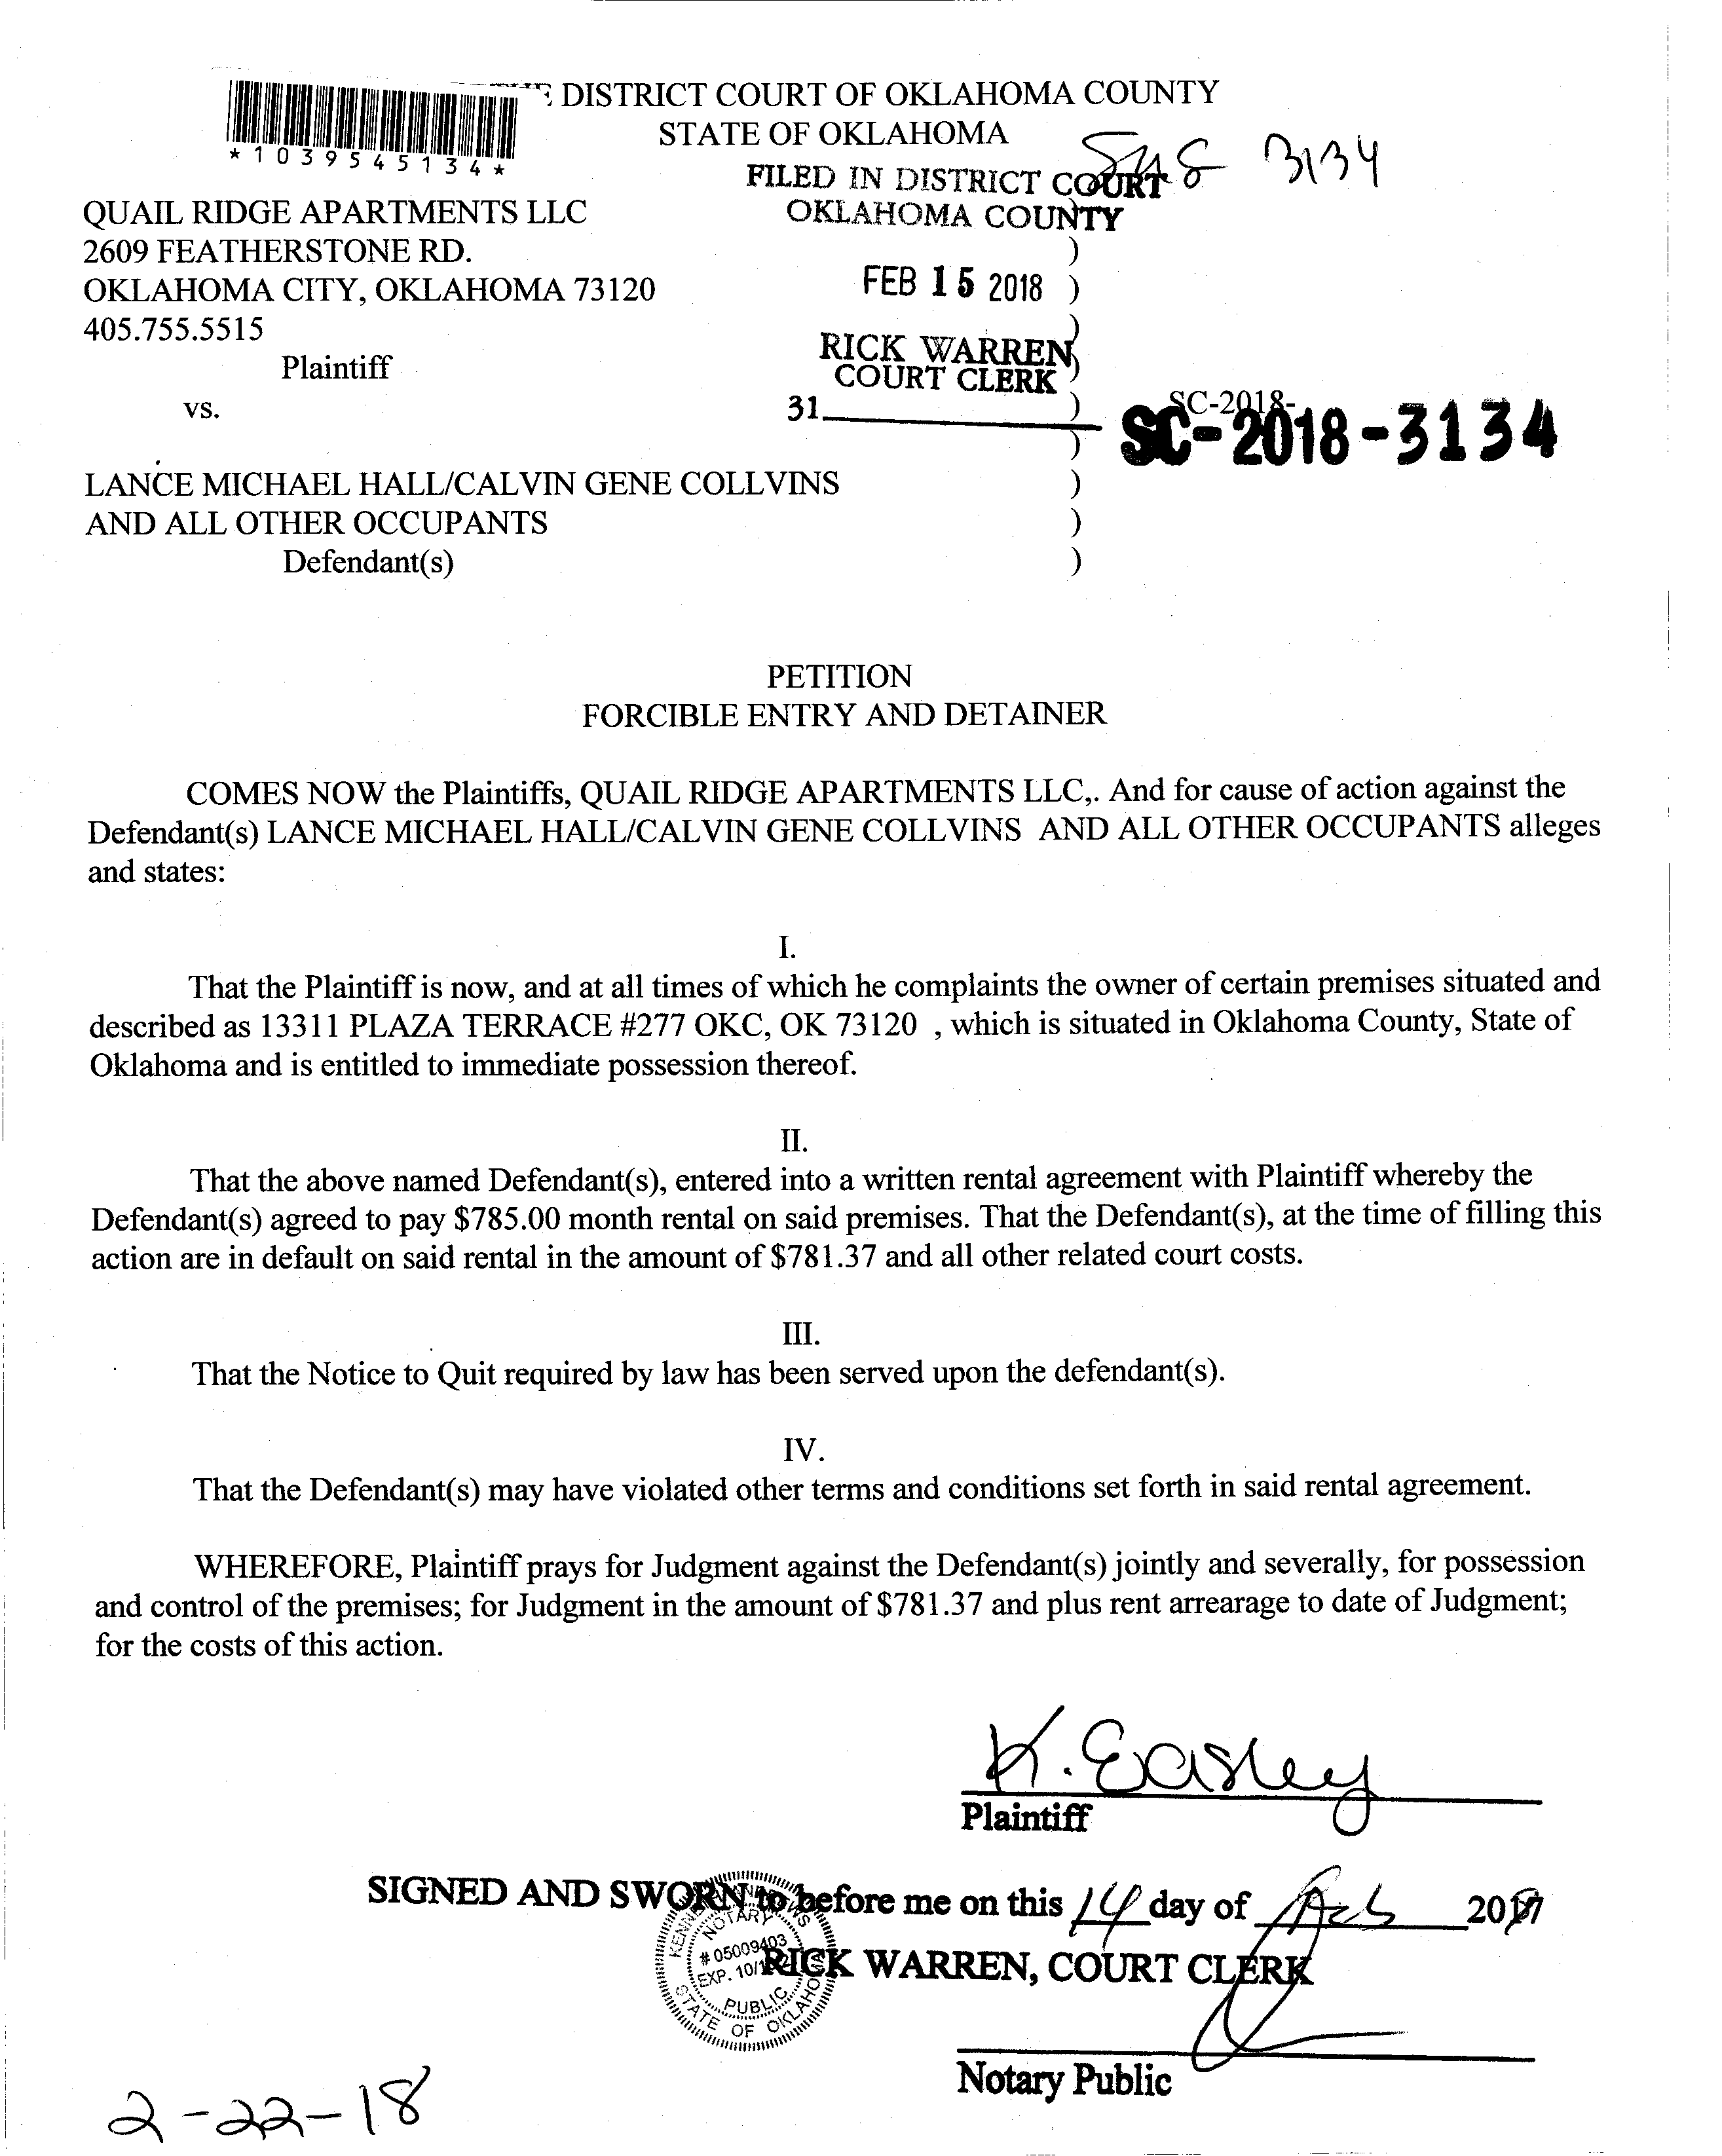 DISTRICT COURT OF OKLAHOMA COUNTY
STATE OF OKLAHOMA
*1039545134*
3134
FILED IN DISTRICT COURT
OKLAHOMA COUNTY
QUAIL RIDGE APARTMENTS LLC
2609 FEATHERSTONE RD. )
OKLAHOMA CITY, OKLAHOMA 73120 FEB 15 2018 )
405.755.5515 )
Plaintiff RICK WARREN )
COURT CLERK
vs. 31 ) SC-2018-
) SC-2018-3134
LANCE MICHAEL HALL/CALVIN GENE COLLVINS )
AND ALL OTHER OCCUPANTS )
Defendant(s) )
PETITION
FORCIBLE ENTRY AND DETAINER
COMES NOW the Plaintiffs, QUAIL RIDGE APARTMENTS LLC,. And for cause of action against the
Defendant(s) LANCE MICHAEL HALL/CALVIN GENE COLLVINS AND ALL OTHER OCCUPANTS alleges
and states:
I.
That the Plaintiff is now, and at all times of which he complaints the owner of certain premises situated and
described as 13311 PLAZA TERRACE #277 OKC, OK 73120 , which is situated in Oklahoma County, State of
Oklahoma and is entitled to immediate possession thereof.
II.
That the above named Defendant(s), entered into a written rental agreement with Plaintiff whereby the
Defendant(s) agreed to pay $785.00 month rental on said premises. That the Defendant(s), at the time of filling this
action are in default on said rental in the amount of $781.37 and all other related court costs.
III.
That the Notice to Quit required by law has been served upon the defendant(s).
IV.
That the Defendant(s) may have violated other terms and conditions set forth in said rental agreement.
WHEREFORE, Plaintiff prays for Judgment against the Defendant(s) jointly and severally, for possession
and control of the premises; for Judgment in the amount of $781.37 and plus rent arrearage to date of Judgment;
for the costs of this action.
K. Easley
Plaintiff
SIGNED AND SWORN to before me on this 14 day of Feb
NOTARY
# 05009403
EXP. 10/
PUBLIC
STATE OF OKLAHOMA
RICK WARREN, COURT CLERK
Notary Public
2-22-18